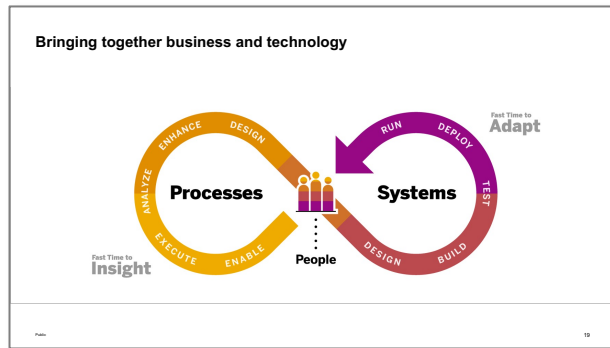 Bringing together business and technology
ENHANCE
DESIGN
ANALYZE
Processes
EXECUTE
ENABLE
Fast Time to
Insight
People
RUN
DEPLOY
TEST
Systems
DESIGN
BUILD
Fast Time to
Adapt
Public
19